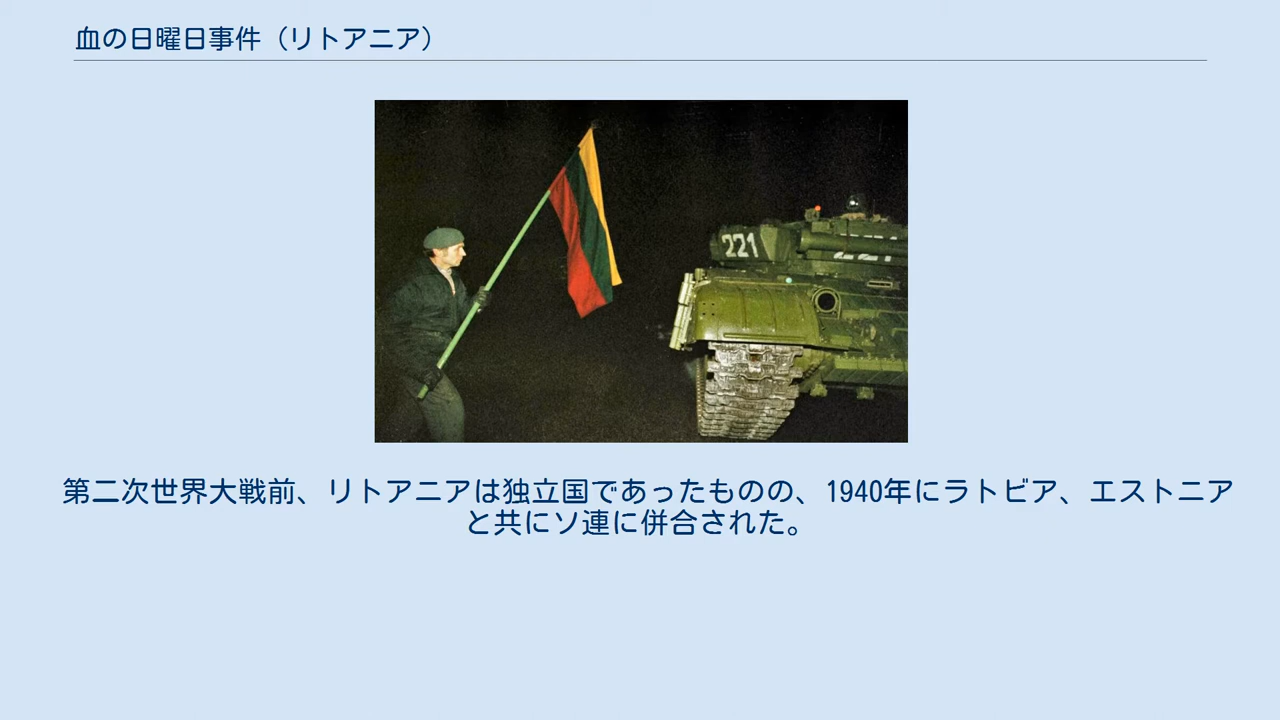 血の日曜日事件（リトアニア）
221
221
第二次世界大戦前、リトアニアは独立国であったものの、1940年にラトビア、エストニア
と共にソ連に併合された。